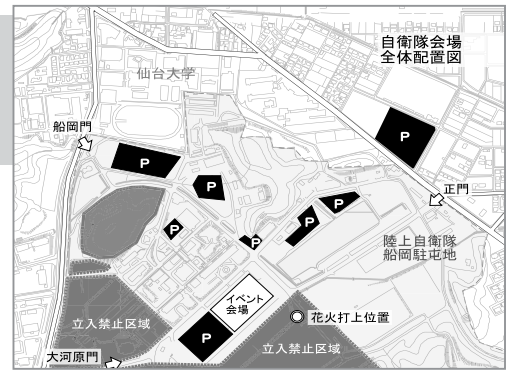 自衛隊会場
全体配置図
仙台大学
船岡門
P
P
P
正門
P
P
P
P
陸上自衛隊
船岡駐屯地
イベント
会場
花火打上位置
立入禁止区域
P
立入禁止区域
大河原門